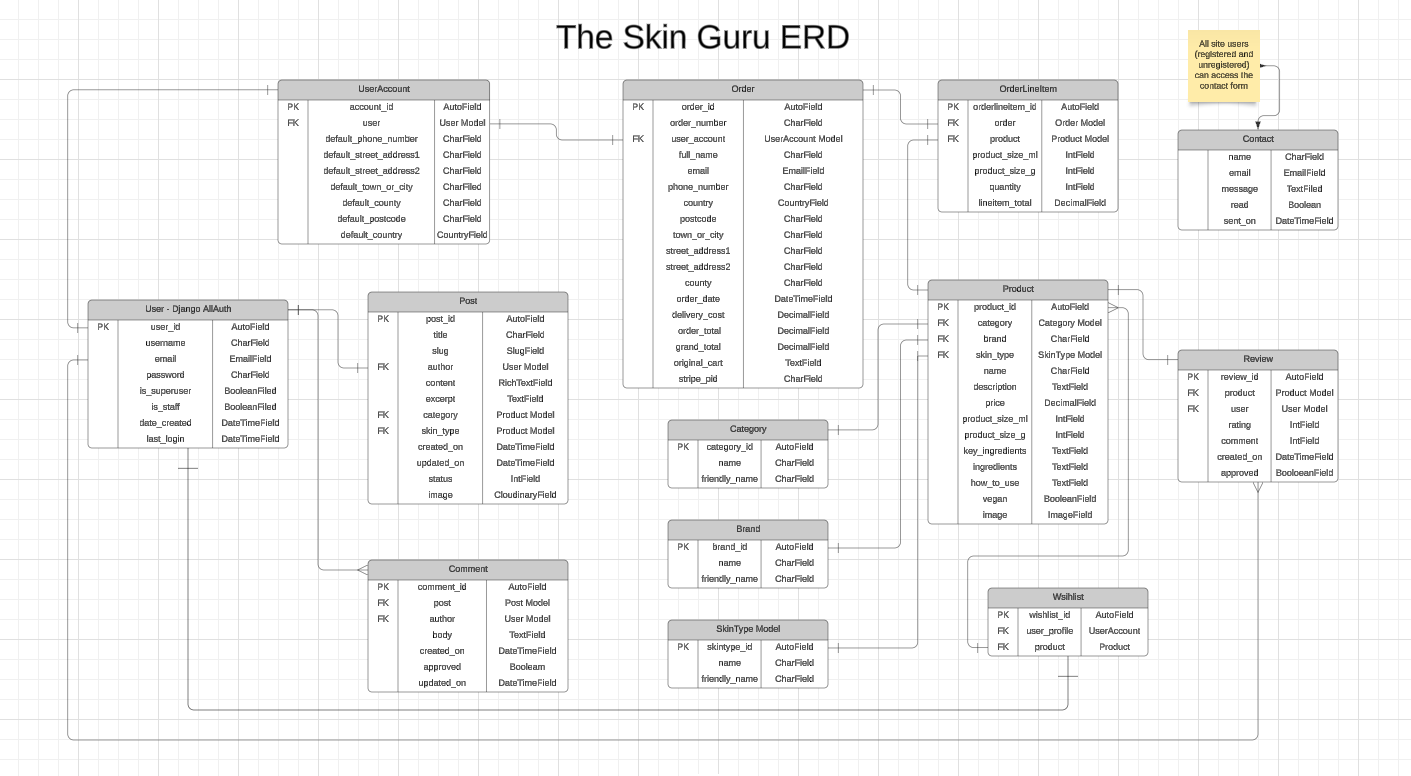 The Skin Guru ERD
All site users
(registered and
unregistered)
can access the
contact form
UserAccount
PK account_id AutoField
FK user User Model
default_phone_number CharField
default_street_address1 CharField
default_street_address2 CharField
default_town_or_city CharFiled
default_county CharField
default_postcode CharField
default_country CountryField
Order
PK order_id AutoField
order_number CharField
FK user_account UserAccount Model
full_name CharField
email EmailField
phone_number CharField
country CountryField
postcode CharField
town_or_city CharField
street_address1 CharField
street_address2 CharField
county CharField
order_date DateTimeField
delivery_cost DecimalField
order_total DecimalField
grand_total DecimalField
original_cart TextField
stripe_pid CharField
OrderLineItem
PK orderlineitem_id AutoField
FK order Order Model
FK product Product Model
product_size_ml IntField
product_size_g IntField
quantity IntField
lineitem_total DecimalField
Contact
name CharField
email EmailField
message TextFiled
read Boolean
sent_on DateTimeField
User - Django AllAuth
PK user_id AutoField
username CharField
email EmailField
password CharField
is_superuser BooleanFiled
is_staff BooleanFiled
date_created DateTimeField
last_login DateTimeField
Post
PK post_id AutoField
title CharField
slug SlugField
FK author User Model
content RichTextField
excerpt TextField
FK category Product Model
FK skin_type Product Model
created_on DateTimeField
updated_on DateTimeField
status IntField
image CloudinaryField
Product
PK product_id AutoField
FK category Category Model
FK brand CharField
FK skin_type SkinType Model
name CharField
description TextField
price DecimalField
product_size_ml IntField
product_size_g IntField
key_ingredients TextField
ingredients TextField
how_to_use TextField
vegan BooleanField
image ImageField
Review
PK review_id AutoField
FK product Product Model
FK user User Model
rating IntField
comment IntField
created_on DateTimeField
approved BooloeanField
Category
PK category_id AutoField
name CharField
friendly_name CharField
Brand
PK brand_id AutoField
name CharField
friendly_name CharField
Comment
PK comment_id AutoField
FK post Post Model
FK author User Model
body TextField
created_on DateTimeField
approved Boolearn
updated_on DateTimeField
SkinType Model
PK skintype_id AutoField
name CharField
friendly_name CharField
Wsihlist
PK wishlist_id AutoField
FK user_profile UserAccount
FK product Product